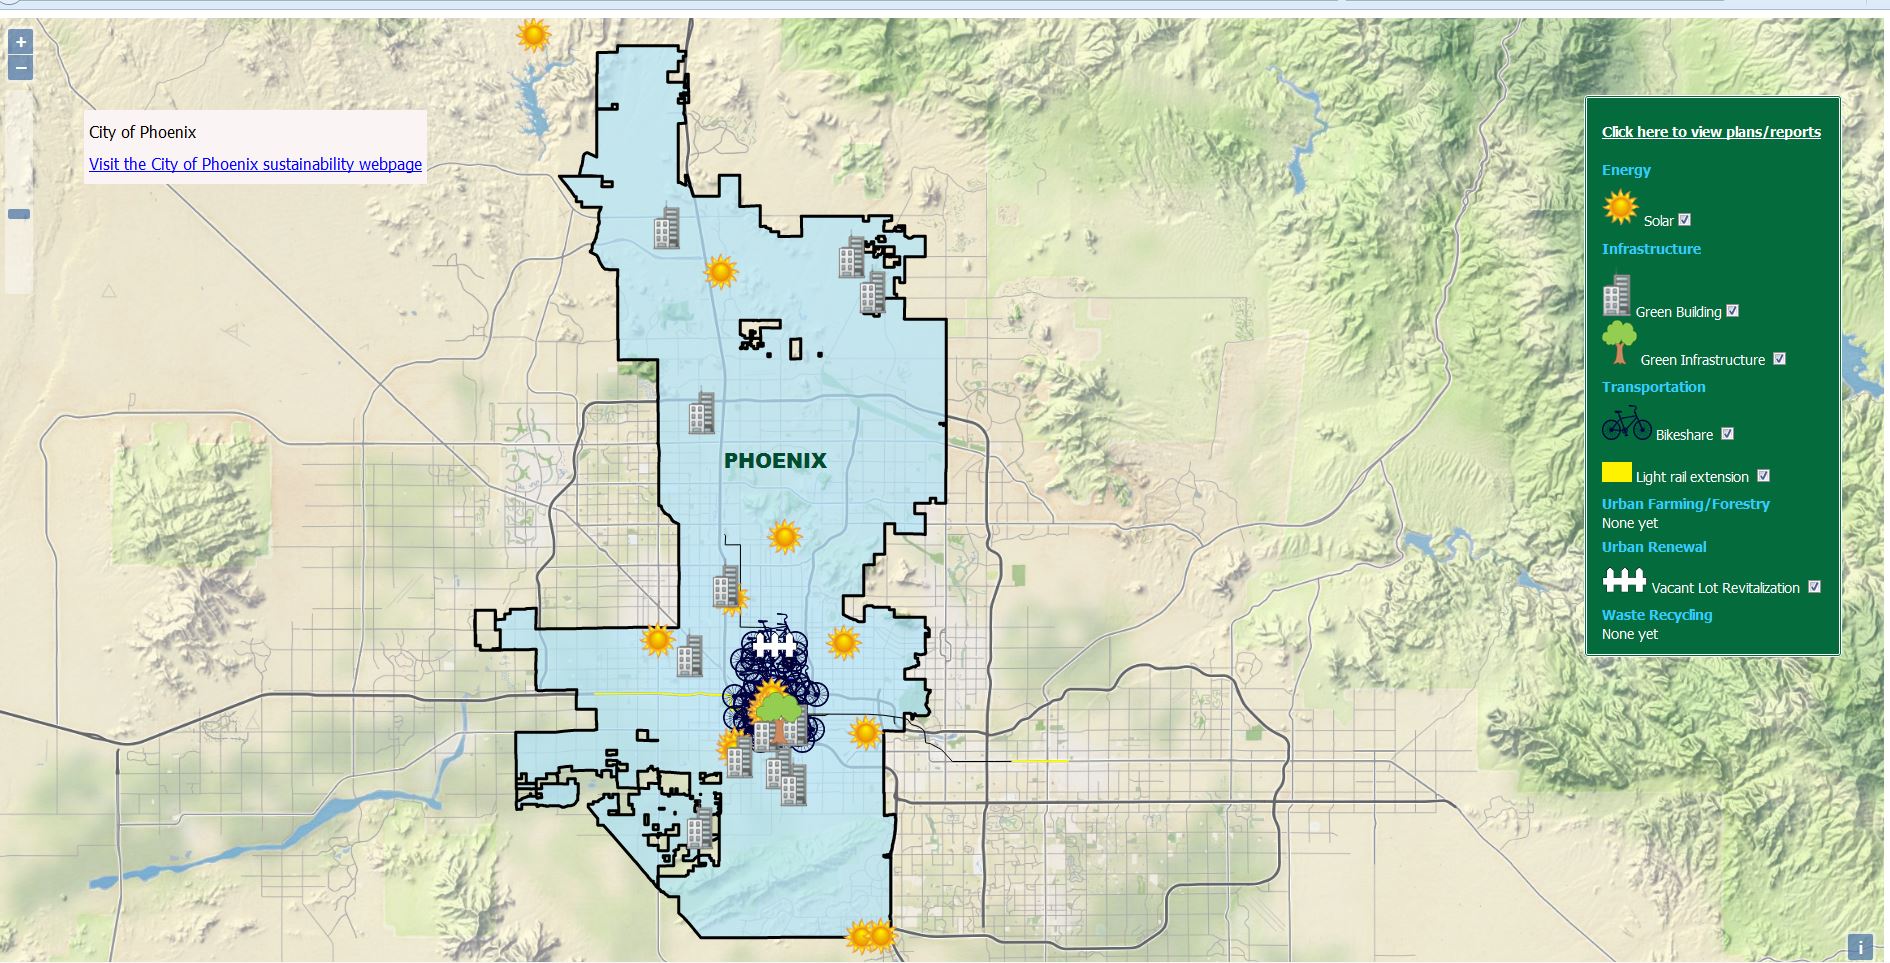 +
−
City of Phoenix
Visit the City of Phoenix sustainability webpage
PHOENIX
Click here to view plans/reports
Energy
Solar
Infrastructure
Green Building
Green Infrastructure
Transportation
Bikeshare
Light rail extension
Urban Farming/Forestry
None yet
Urban Renewal
Vacant Lot Revitalization
Waste Recycling
None yet
i